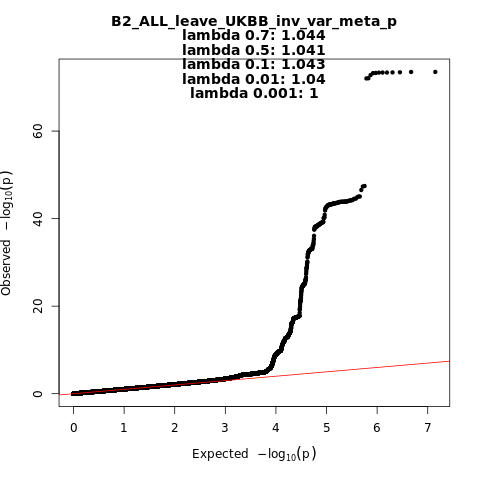 B2_ALL_leave_UKBB_inv_var_meta_p
lambda 0.7: 1.044
lambda 0.5: 1.041
lambda 0.1: 1.043
lambda 0.01: 1.04
lambda 0.001: 1
60
40
20
0
Observed −log10(p)
0 1 2 3 4 5 6 7
Expected −log10(p)